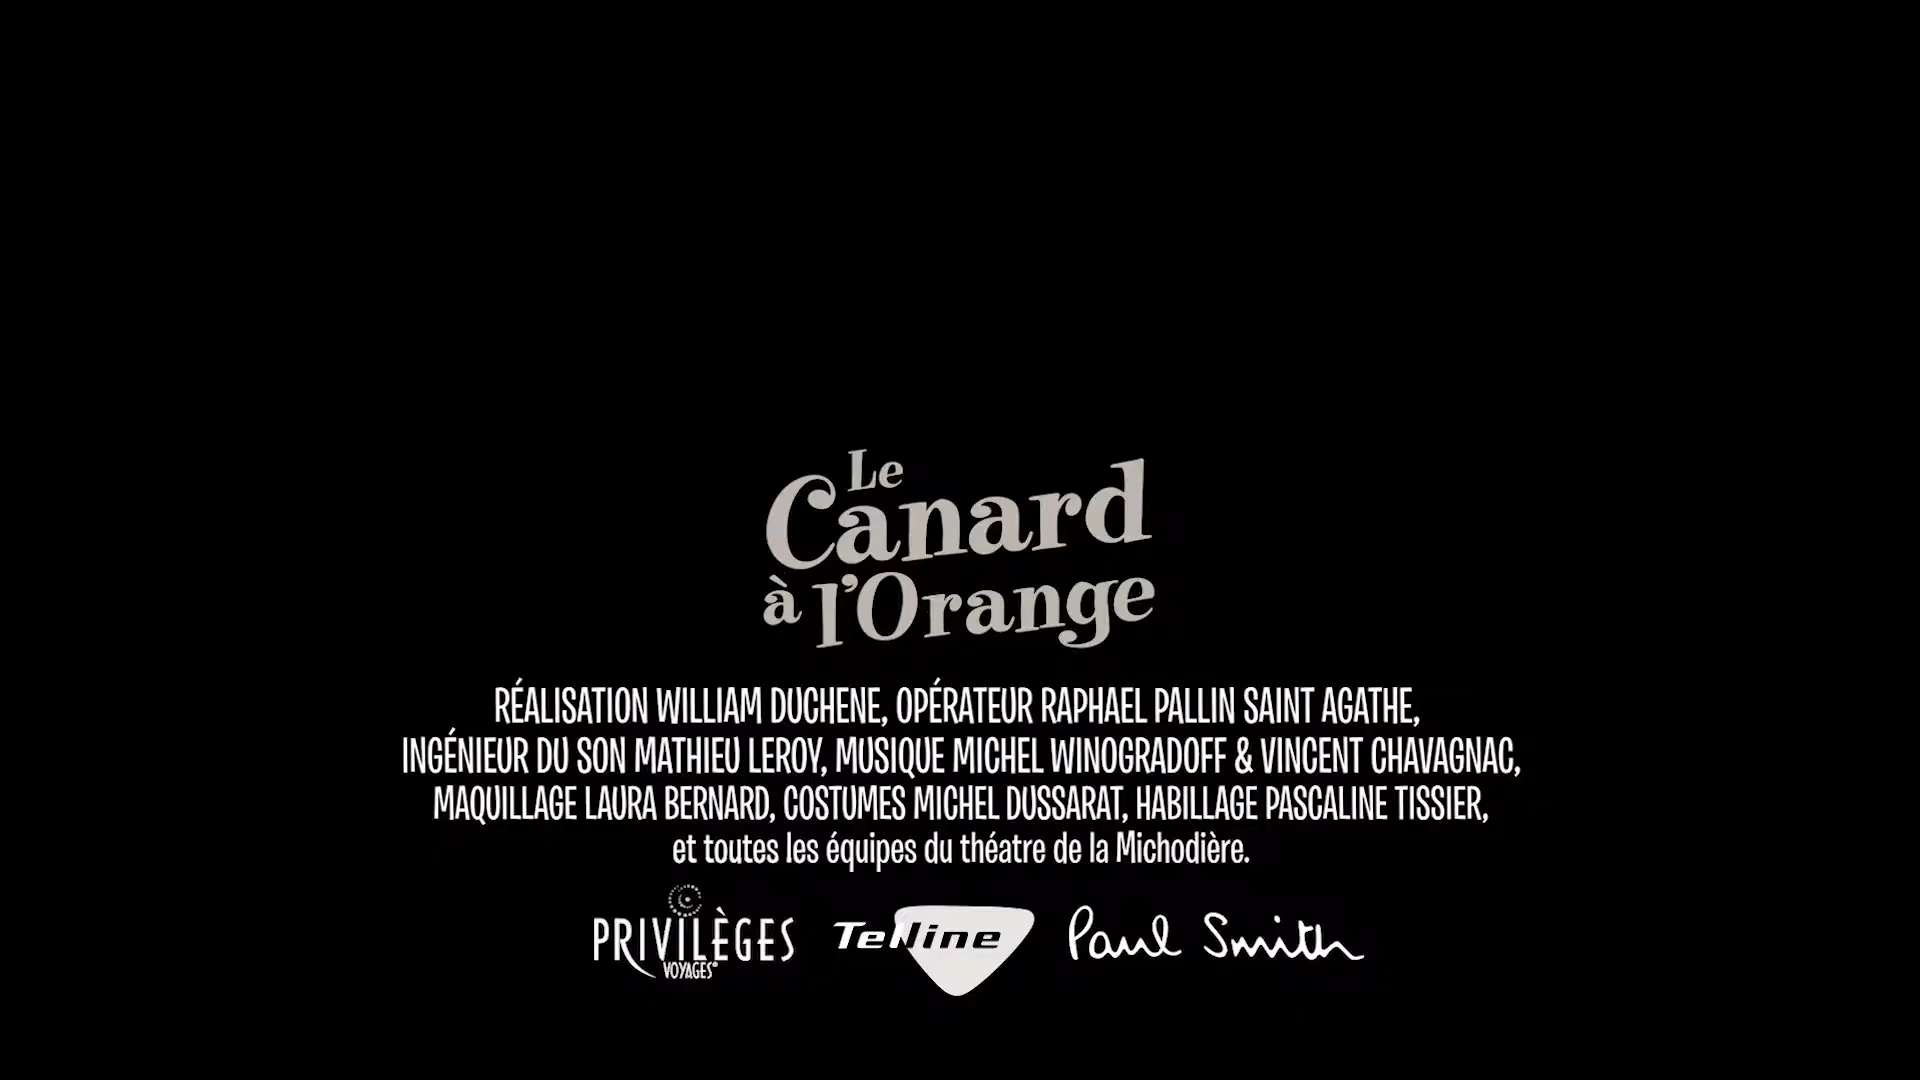 Le
Canard
à l'Orange
RÉALISATION WILLIAM DUCHENE, OPÉRATEUR RAPHAEL PALLIN SAINT AGATHE,
INGÉNIEUR DU SON MATHIEU LEROY, MUSIQUE MICHEL WINOGRADOFF & VINCENT CHAVAGNAC,
MAQUILLAGE LAURA BERNARD, COSTUMES MICHEL DUSSARAT, HABILLAGE PASCALINE TISSIER,
et toutes les équipes du théatre de la Michodière.
PRIVILÈGES
VOYAGES
Telline
Paul Smith